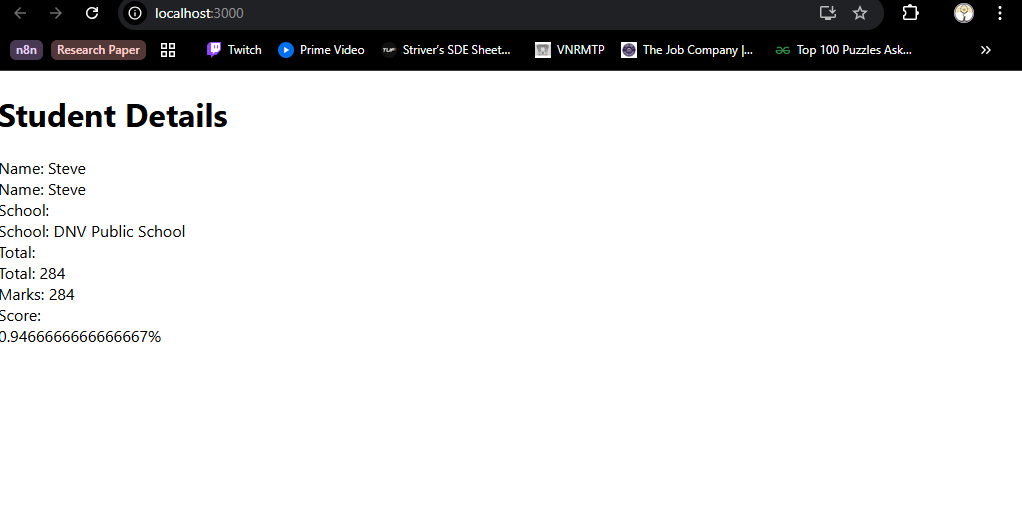 localhost:3000
n8n Research Paper Twitch Prime Video TUF Striver's SDE Sheet... VNRMTP The Job Company |... Top 100 Puzzles Ask... »
Student Details
Name: Steve
Name: Steve
School:
School: DNV Public School
Total:
Total: 284
Marks: 284
Score:
0.9466666666666667%